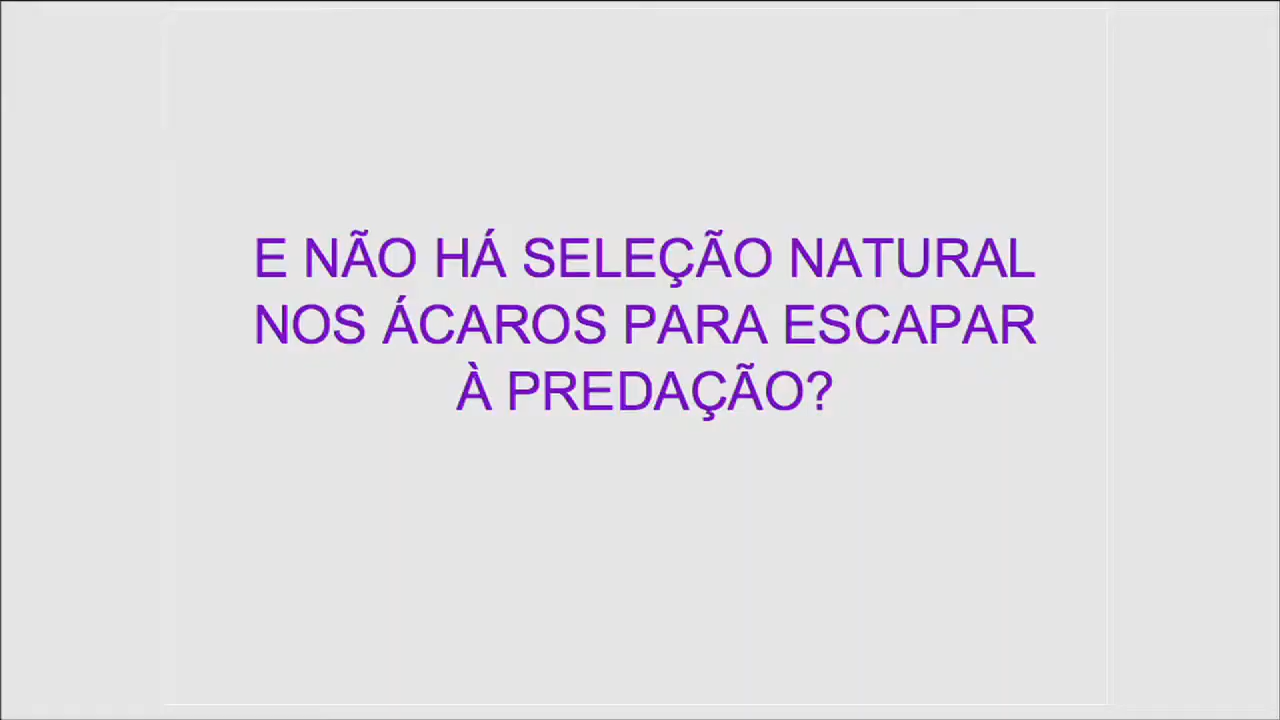 E NÃO HÁ SELEÇÃO NATURAL
NOS ÁCAROS PARA ESCAPAR
À PREDAÇÃO?